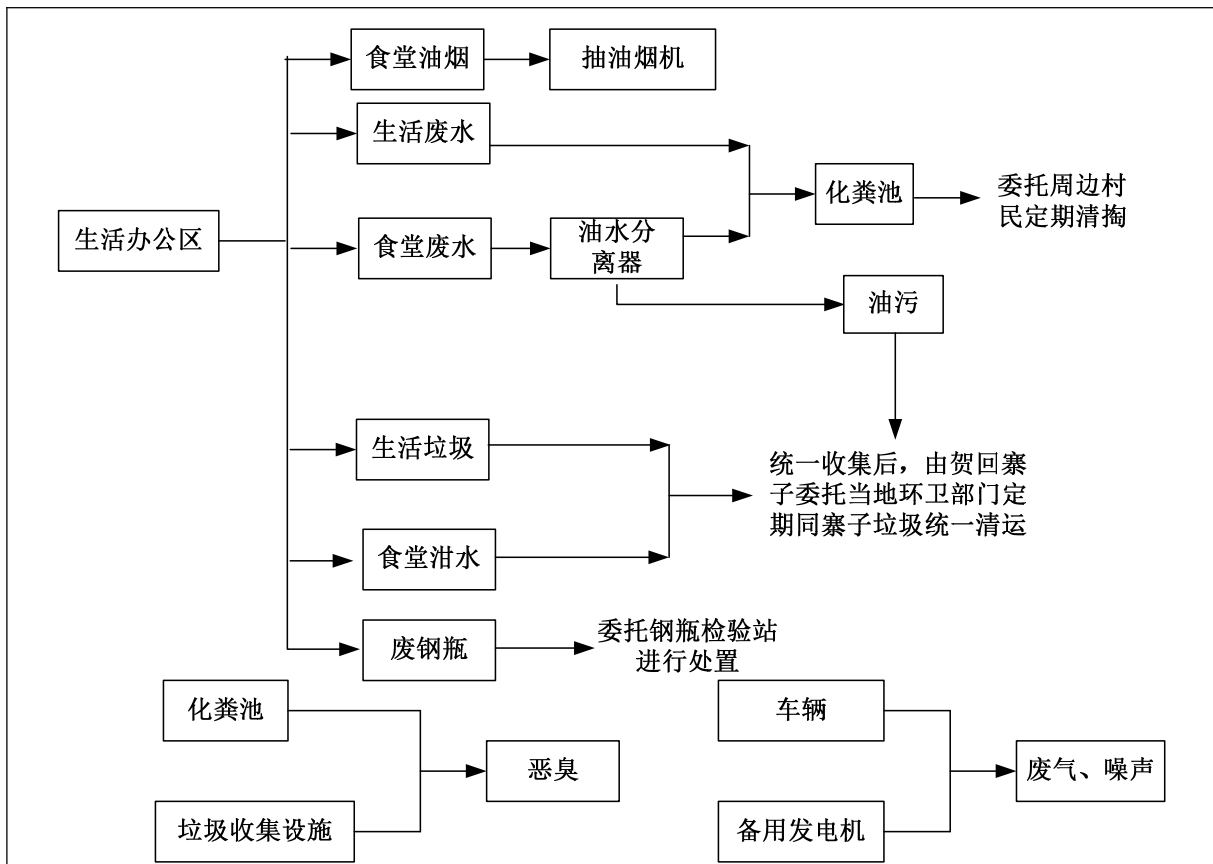 食堂油烟
抽油烟机
生活废水
化粪池
委托周边村
民定期清掏
生活办公区
食堂废水
油水分
离器
油污
生活垃圾
统一收集后，由贺回寨
子委托当地环卫部门定
期同寨子垃圾统一清运
食堂泔水
废钢瓶
委托钢瓶检验站
进行处置
化粪池
车辆
恶臭
废气、噪声
垃圾收集设施
备用发电机